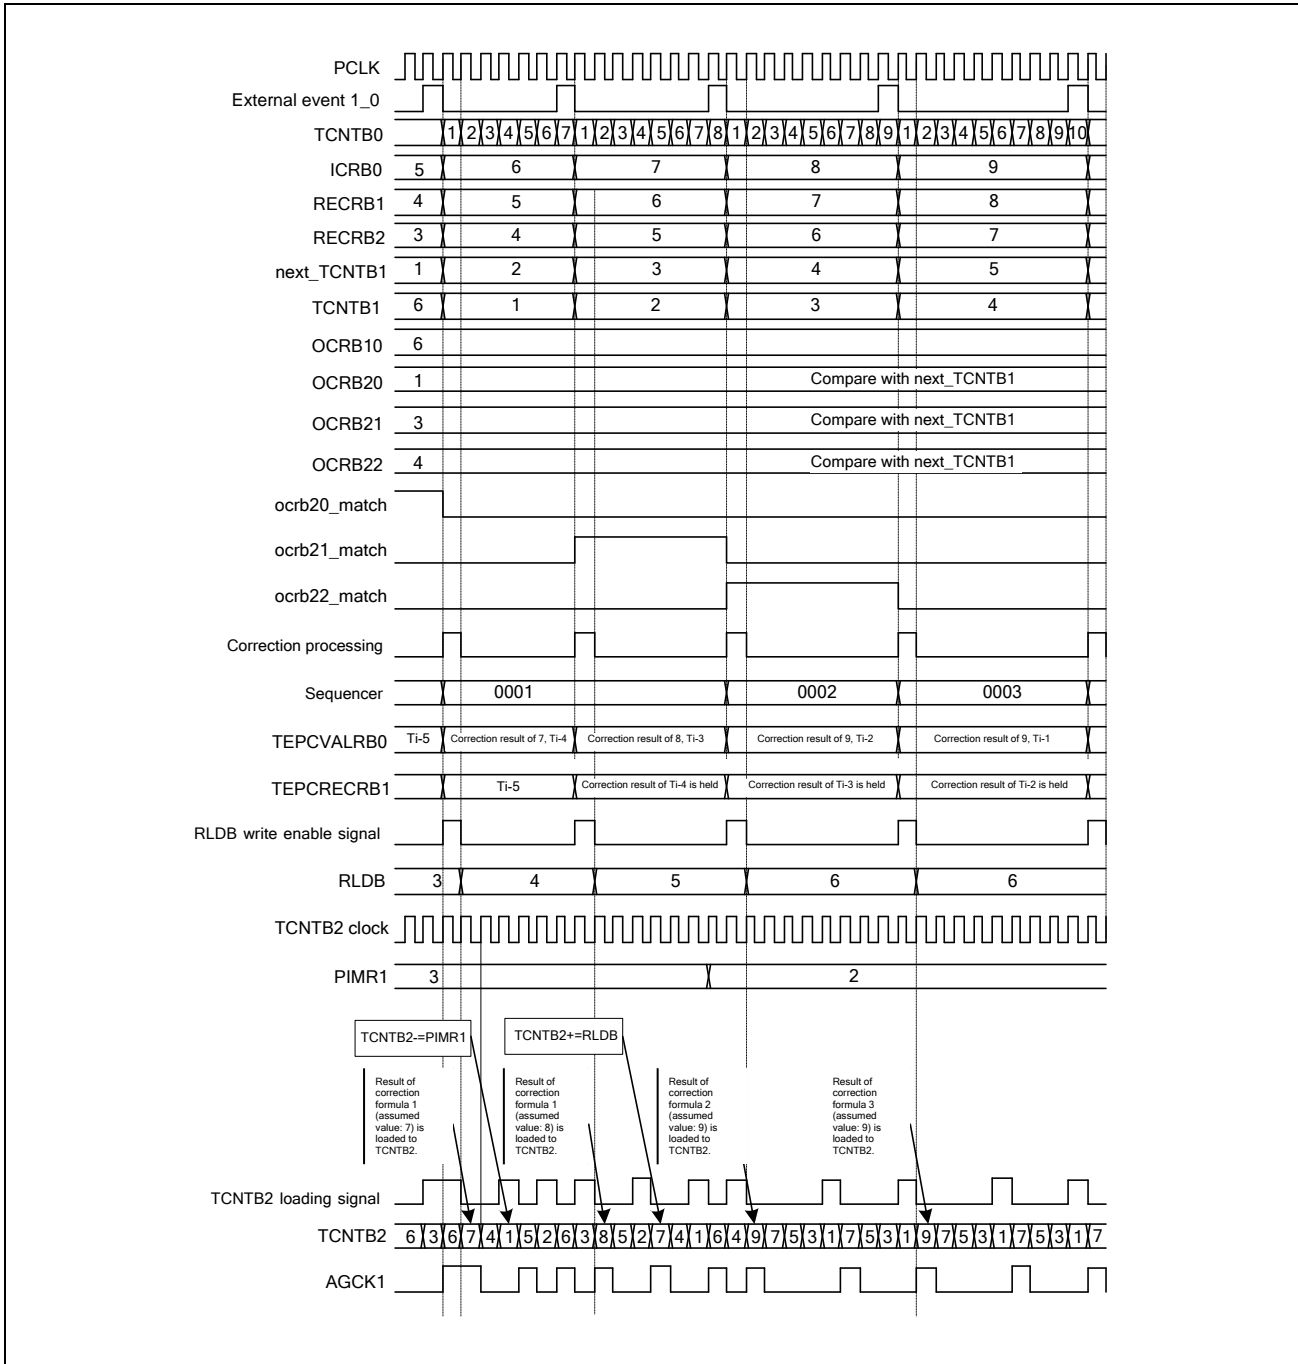 PCLK
External event 1_0
TCNTB0 1 2 3 4 5 6 7 1 2 3 4 5 6 7 8 1 2 3 4 5 6 7 8 9 1 2 3 4 5 6 7 8 9 10
ICRB0 5 6 7 8 9
RECRB1 4 5 6 7 8
RECRB2 3 4 5 6 7
next_TCNTB1 1 2 3 4 5
TCNTB1 6 1 2 3 4
OCRB10 6
OCRB20 1 Compare with next_TCNTB1
OCRB21 3 Compare with next_TCNTB1
OCRB22 4 Compare with next_TCNTB1
ocrb20_match
ocrb21_match
ocrb22_match
Correction processing
Sequencer 0001 0002 0003
TEPCVALRB0 Ti-5 Correction result of 7, Ti-4 Correction result of 8, Ti-3 Correction result of 9, Ti-2 Correction result of 9, Ti-1
TEPCRECRB1 Ti-5 Correction result of Ti-4 is held Correction result of Ti-3 is held Correction result of Ti-2 is held
RLDB write enable signal
RLDB 3 4 5 6 6
TCNTB2 clock
PIMR1 3 2
TCNTB2-=PIMR1
TCNTB2+=RLDB
Result of
correction
formula 1
(assumed
value: 7) is
loaded to
TCNTB2.
Result of
correction
formula 1
(assumed
value: 8) is
loaded to
TCNTB2.
Result of
correction
formula 2
(assumed
value: 9) is
loaded to
TCNTB2.
Result of
correction
formula 3
(assumed
value: 9) is
loaded to
TCNTB2.
TCNTB2 loading signal
TCNTB2 6 3 6 7 4 1 5 2 6 3 8 5 2 7 4 1 6 4 9 7 5 3 1 7 5 3 1 9 7 5 3 1 7 5 3 1 7
AGCK1